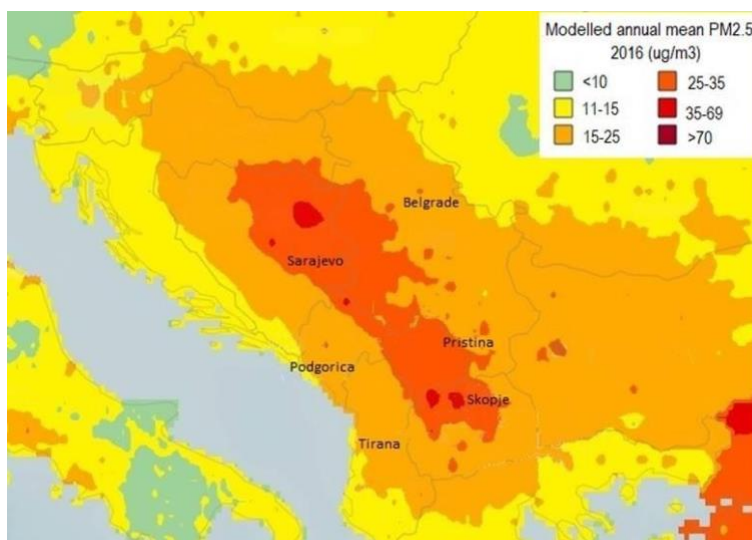 Modelled annual mean PM2.5
2016 (ug/m3)
<10 25-35
11-15 35-69
15-25 >70
Belgrade
Sarajevo
Pristina
Podgorica
Skopje
Tirana